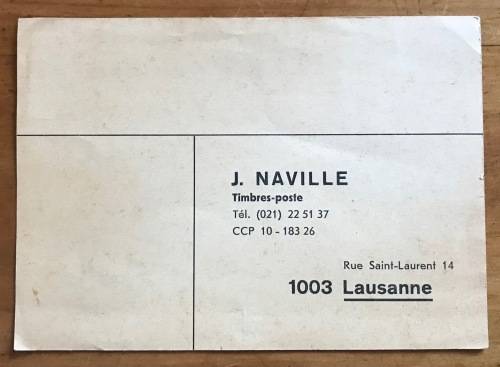 J. NAVILLE
Timbres-poste
Tél. (021) 22 51 37
CCP 10 - 183 26
Rue Saint-Laurent 14
1003 Lausanne